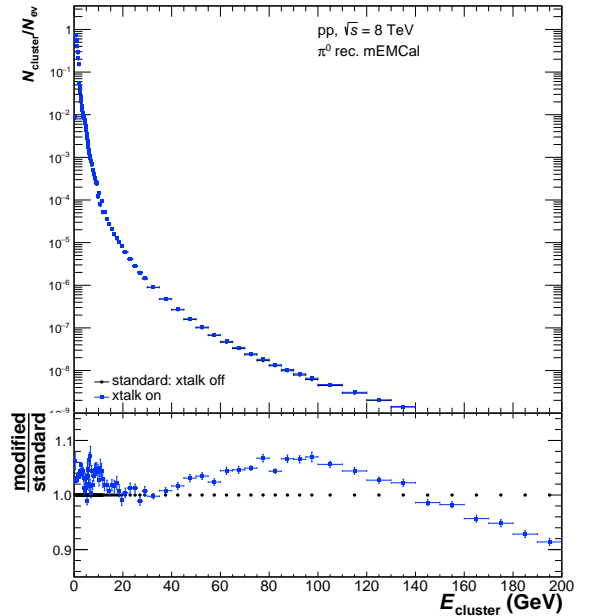 N_cluster/N_ev
pp, √s = 8 TeV
π⁰ rec. mEMCal
1
10⁻¹
10⁻²
10⁻³
10⁻⁴
10⁻⁵
10⁻⁶
10⁻⁷
10⁻⁸
10⁻⁹
standard: xtalk off
xtalk on
modified
standard
1.1
1.0
0.9
0 20 40 60 80 100 120 140 160 180 200
E_cluster (GeV)